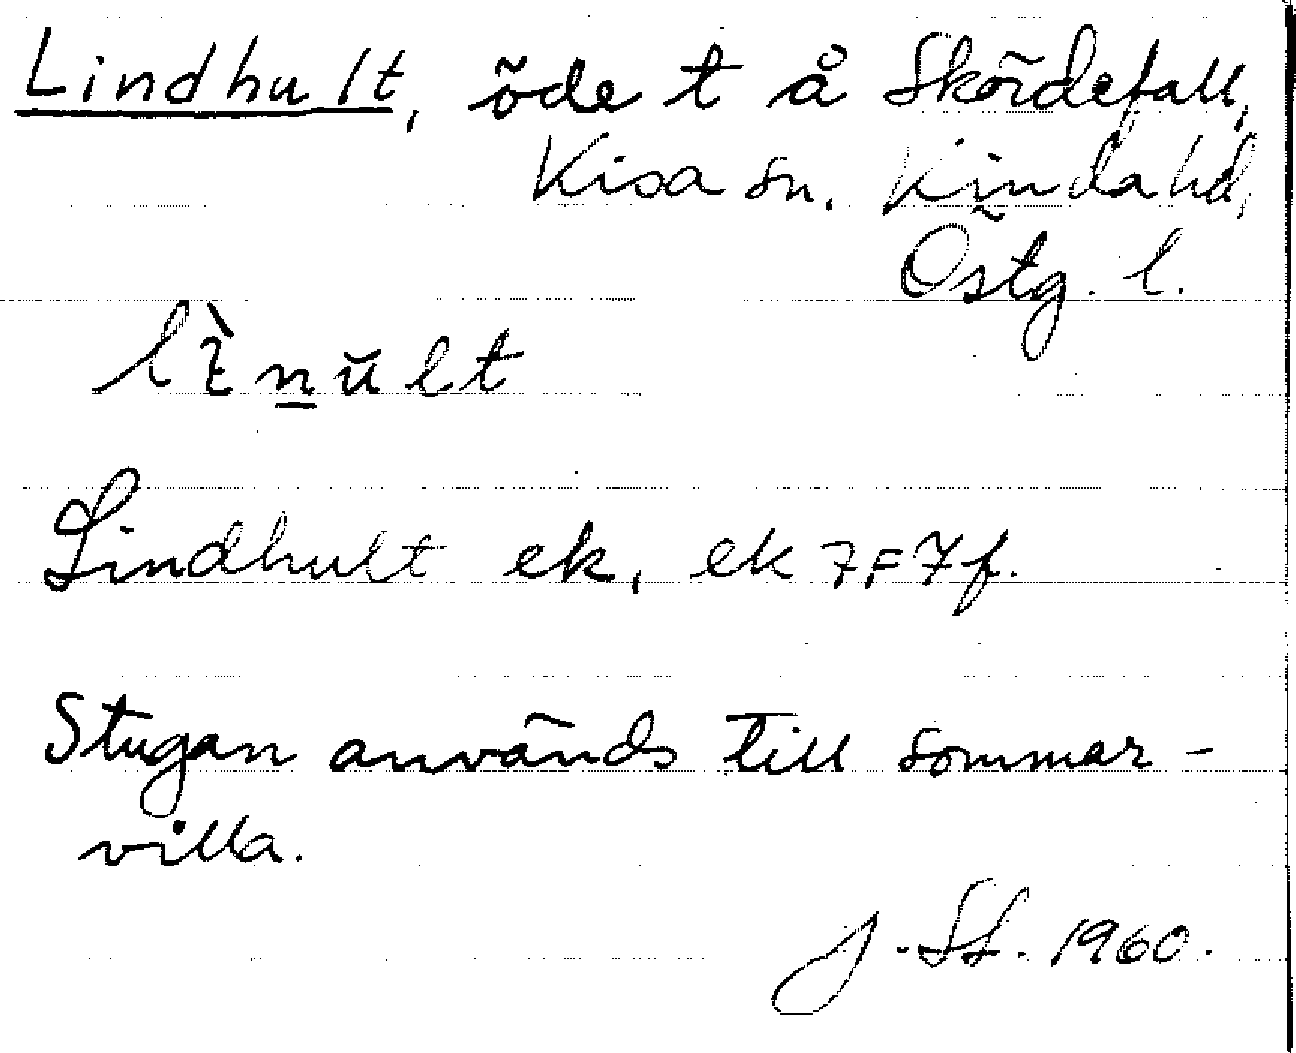 Lindhult, öde t å Skördefall,
Kisa sn. Kinda hd,
Östg. l.
lìnŭlt
Lindhult ek, ek 7F7f.
Stugan används till sommar-
villa.
J. St. 1960.